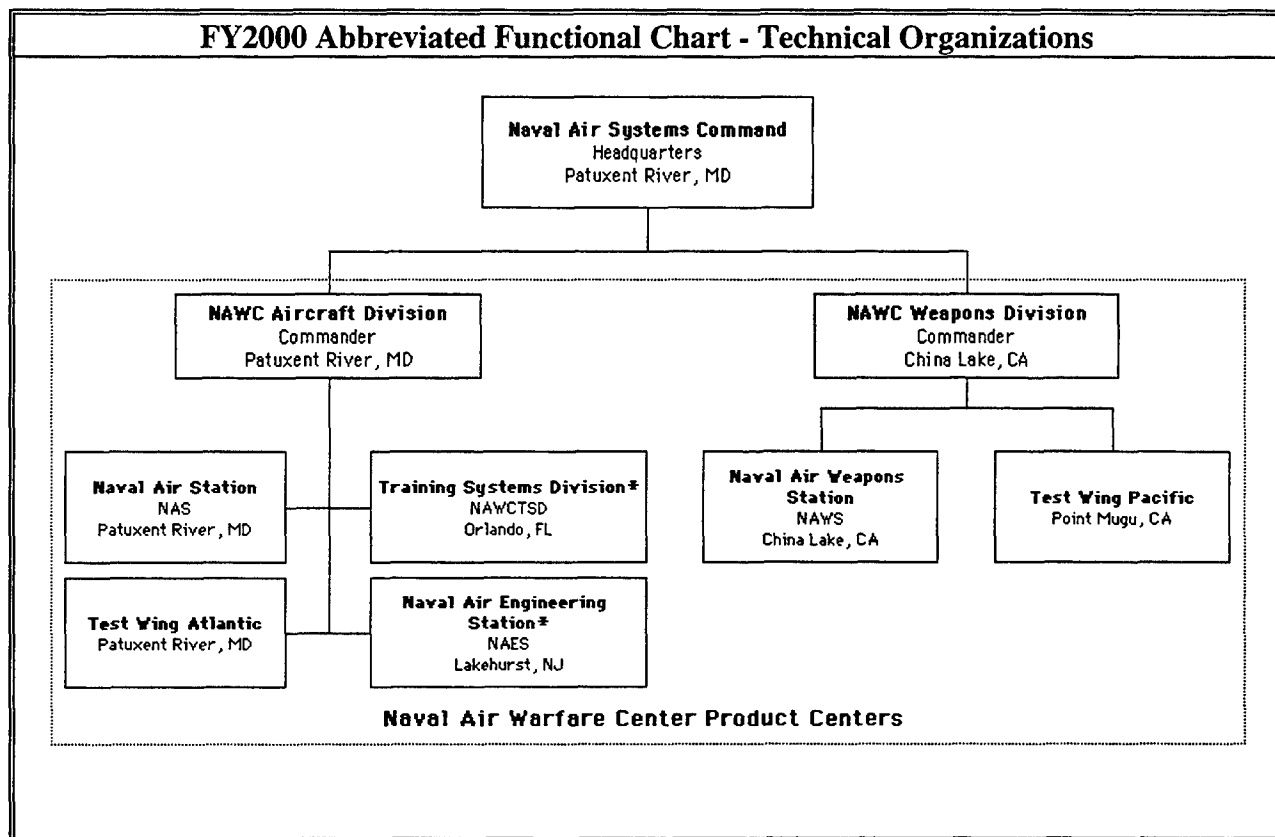 FY2000 Abbreviated Functional Chart - Technical Organizations
Naval Air Systems Command
Headquarters
Patuxent River, MD
NAWC Aircraft Division
Commander
Patuxent River, MD
NAWC Weapons Division
Commander
China Lake, CA
Naval Air Station
NAS
Patuxent River, MD
Training Systems Division*
NAWCTSD
Orlando, FL
Naval Air Weapons
Station
NAWS
China Lake, CA
Test Wing Pacific
Point Mugu, CA
Test Wing Atlantic
Patuxent River, MD
Naval Air Engineering
Station*
NAES
Lakehurst, NJ
Naval Air Warfare Center Product Centers